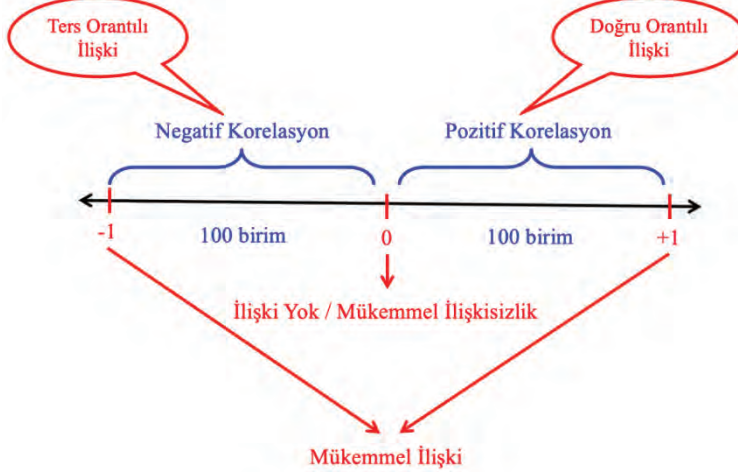 Ters Orantılı
İlişki
Doğru Orantılı
İlişki
Negatif Korelasyon
Pozitif Korelasyon
-1
100 birim
0
100 birim
+1
İlişki Yok / Mükemmel İlişkisizlik
Mükemmel İlişki